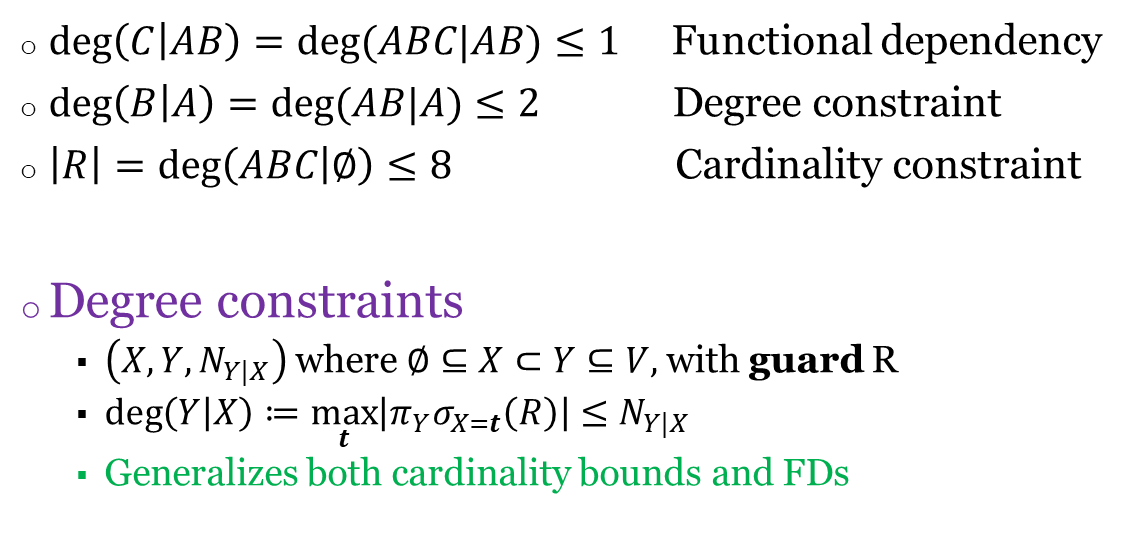 ○ deg(C|AB) = deg(ABC|AB) ≤ 1 Functional dependency
○ deg(B|A) = deg(AB|A) ≤ 2 Degree constraint
○ |R| = deg(ABC|∅) ≤ 8 Cardinality constraint
○ Degree constraints
▪ (X, Y, N_{Y|X}) where ∅ ⊆ X ⊂ Y ⊆ V, with guard R
▪ deg(Y|X) ≔ max_t |π_Y σ_{X=t}(R)| ≤ N_{Y|X}
▪ Generalizes both cardinality bounds and FDs